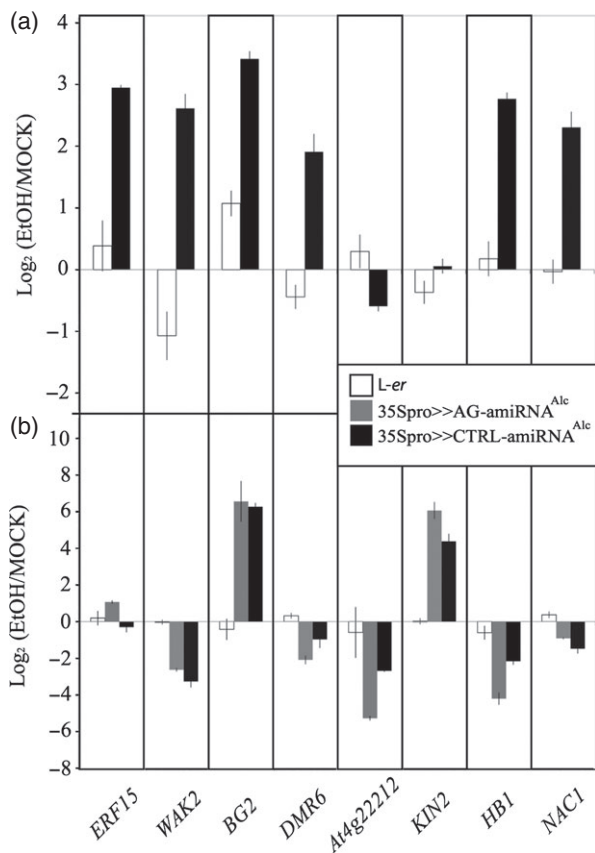 (a)
4
3
2
1
0
−1
−2
Log₂ (EtOH/MOCK)
L-er
35Spro>>AG-amiRNA^Alc
35Spro>>CTRL-amiRNA^Alc
(b)
10
8
6
4
2
0
−2
−4
−6
−8
Log₂ (EtOH/MOCK)
ERF15
WAK2
BG2
DMR6
At4g22212
KIN2
HB1
NAC1